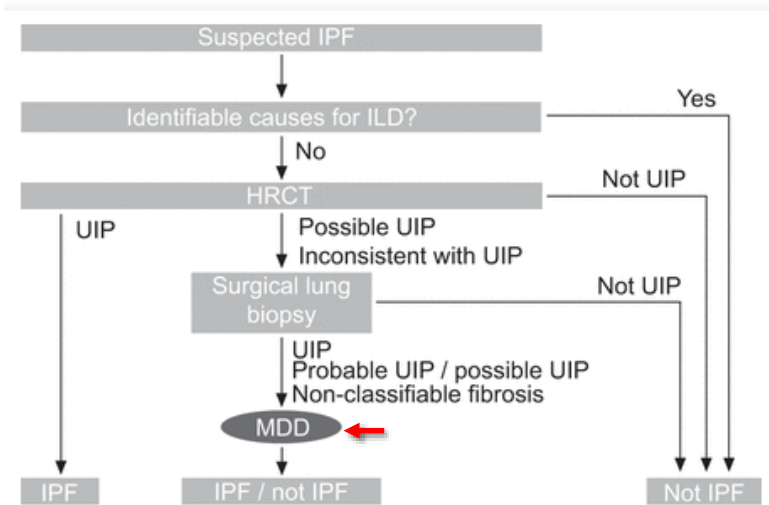 Suspected IPF
Identifiable causes for ILD?
Yes
No
HRCT
Not UIP
UIP
Possible UIP
Inconsistent with UIP
Surgical lung
biopsy
Not UIP
UIP
Probable UIP / possible UIP
Non-classifiable fibrosis
MDD
IPF
IPF / not IPF
Not IPF